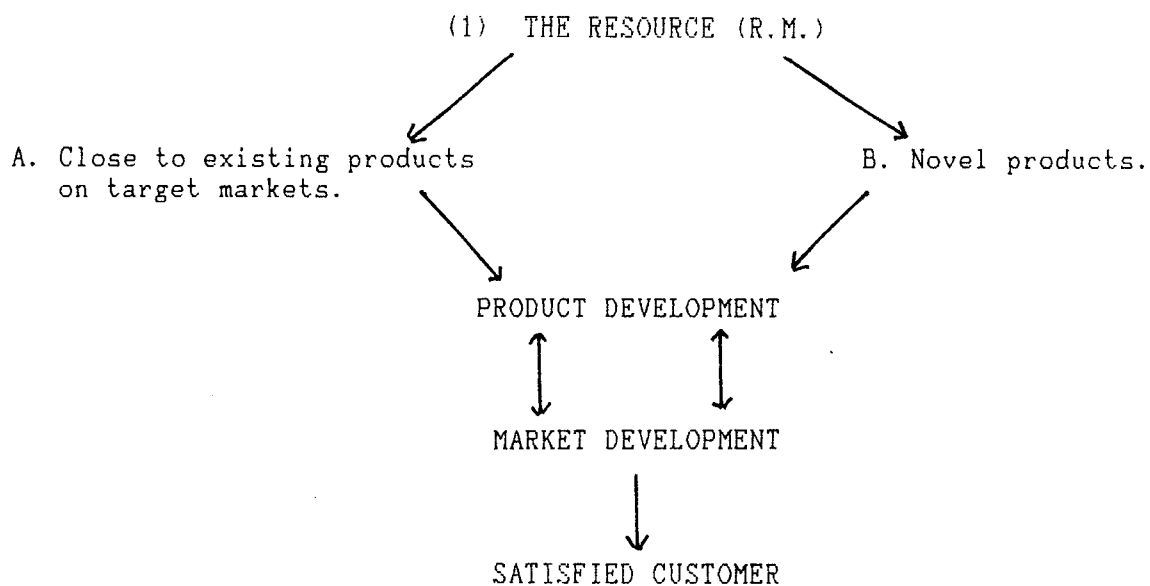 (1) THE RESOURCE (R.M.)
A. Close to existing products
on target markets.
B. Novel products.
PRODUCT DEVELOPMENT
MARKET DEVELOPMENT
SATISFIED CUSTOMER